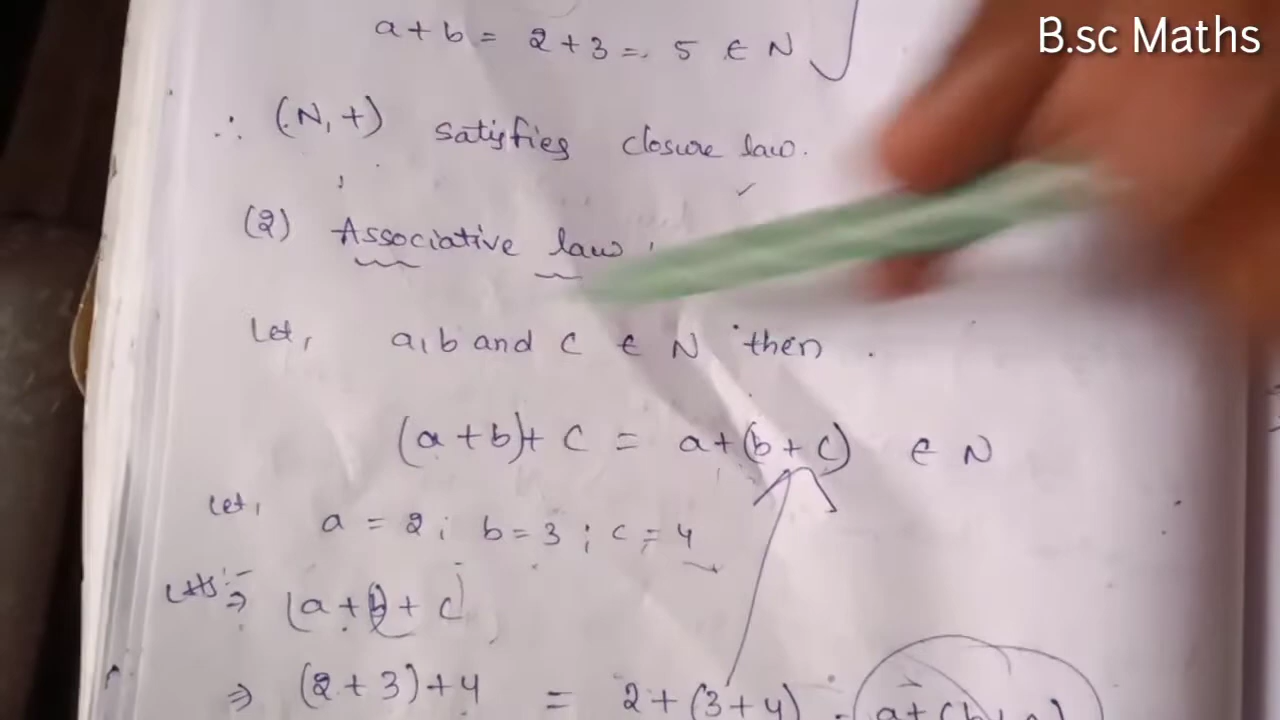 B.sc Maths
a+b = 2+3 = 5 ∈ N
∴ (N,+) satisfies closure law.
(2) Associative law
Let, a,b and c ∈ N then.
(a+b)+c = a+(b+c) ∈ N
Let, a = 2; b=3; c=4
LHS:- ⇒ (a+b)+c
⇒ (2+3)+4 = 2+(3+4) = a+(b+c)